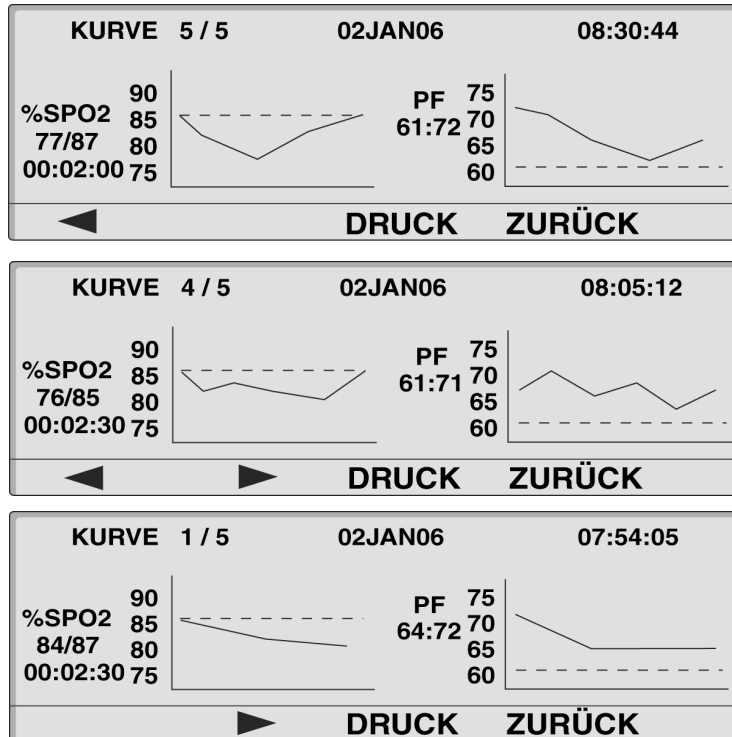 KURVE 5 / 5 02JAN06 08:30:44
%SPO2
77/87
00:02:00
90
85
80
75
PF
61:72
75
70
65
60
DRUCK ZURÜCK
KURVE 4 / 5 02JAN06 08:05:12
%SPO2
76/85
00:02:30
90
85
80
75
PF
61:71
75
70
65
60
DRUCK ZURÜCK
KURVE 1 / 5 02JAN06 07:54:05
%SPO2
84/87
00:02:30
90
85
80
75
PF
64:72
75
70
65
60
DRUCK ZURÜCK